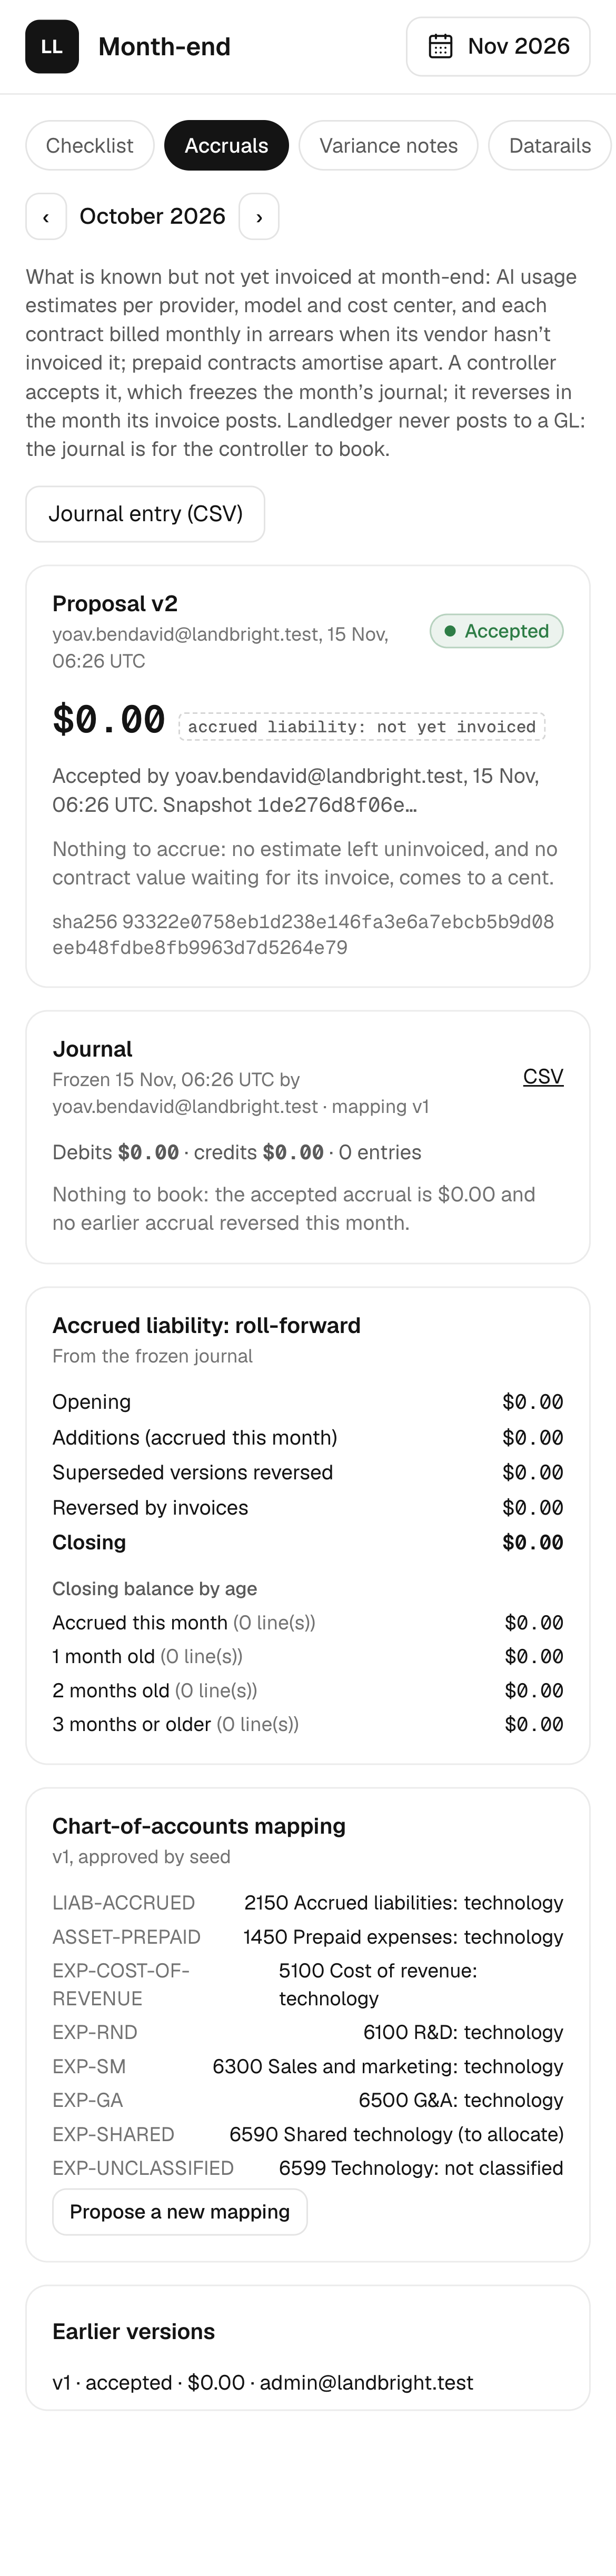 LL
Month-end
Nov 2026
Checklist
Accruals
Variance notes
Datarails
‹
October 2026
›
What is known but not yet invoiced at month-end: AI usage
estimates per provider, model and cost center, and each
contract billed monthly in arrears when its vendor hasn’t
invoiced it; prepaid contracts amortise apart. A controller
accepts it, which freezes the month’s journal; it reverses in
the month its invoice posts. Landledger never posts to a GL:
the journal is for the controller to book.
Journal entry (CSV)
Proposal v2
yoav.bendavid@landbright.test, 15 Nov,
06:26 UTC
Accepted
$0.00 accrued liability: not yet invoiced
Accepted by yoav.bendavid@landbright.test, 15 Nov,
06:26 UTC. Snapshot 1de276d8f06e…
Nothing to accrue: no estimate left uninvoiced, and no
contract value waiting for its invoice, comes to a cent.
sha256 93322e0758eb1d238e146fa3e6a7ebcb5b9d08
eeb48fdbe8fb9963d7d5264e79
Journal
Frozen 15 Nov, 06:26 UTC by
yoav.bendavid@landbright.test · mapping v1
CSV
Debits $0.00 · credits $0.00 · 0 entries
Nothing to book: the accepted accrual is $0.00 and
no earlier accrual reversed this month.
Accrued liability: roll-forward
From the frozen journal
Opening $0.00
Additions (accrued this month) $0.00
Superseded versions reversed $0.00
Reversed by invoices $0.00
Closing $0.00
Closing balance by age
Accrued this month (0 line(s)) $0.00
1 month old (0 line(s)) $0.00
2 months old (0 line(s)) $0.00
3 months or older (0 line(s)) $0.00
Chart-of-accounts mapping
v1, approved by seed
LIAB-ACCRUED 2150 Accrued liabilities: technology
ASSET-PREPAID 1450 Prepaid expenses: technology
EXP-COST-OF-
REVENUE
5100 Cost of revenue:
technology
EXP-RND 6100 R&D: technology
EXP-SM 6300 Sales and marketing: technology
EXP-GA 6500 G&A: technology
EXP-SHARED 6590 Shared technology (to allocate)
EXP-UNCLASSIFIED 6599 Technology: not classified
Propose a new mapping
Earlier versions
v1 · accepted · $0.00 · admin@landbright.test